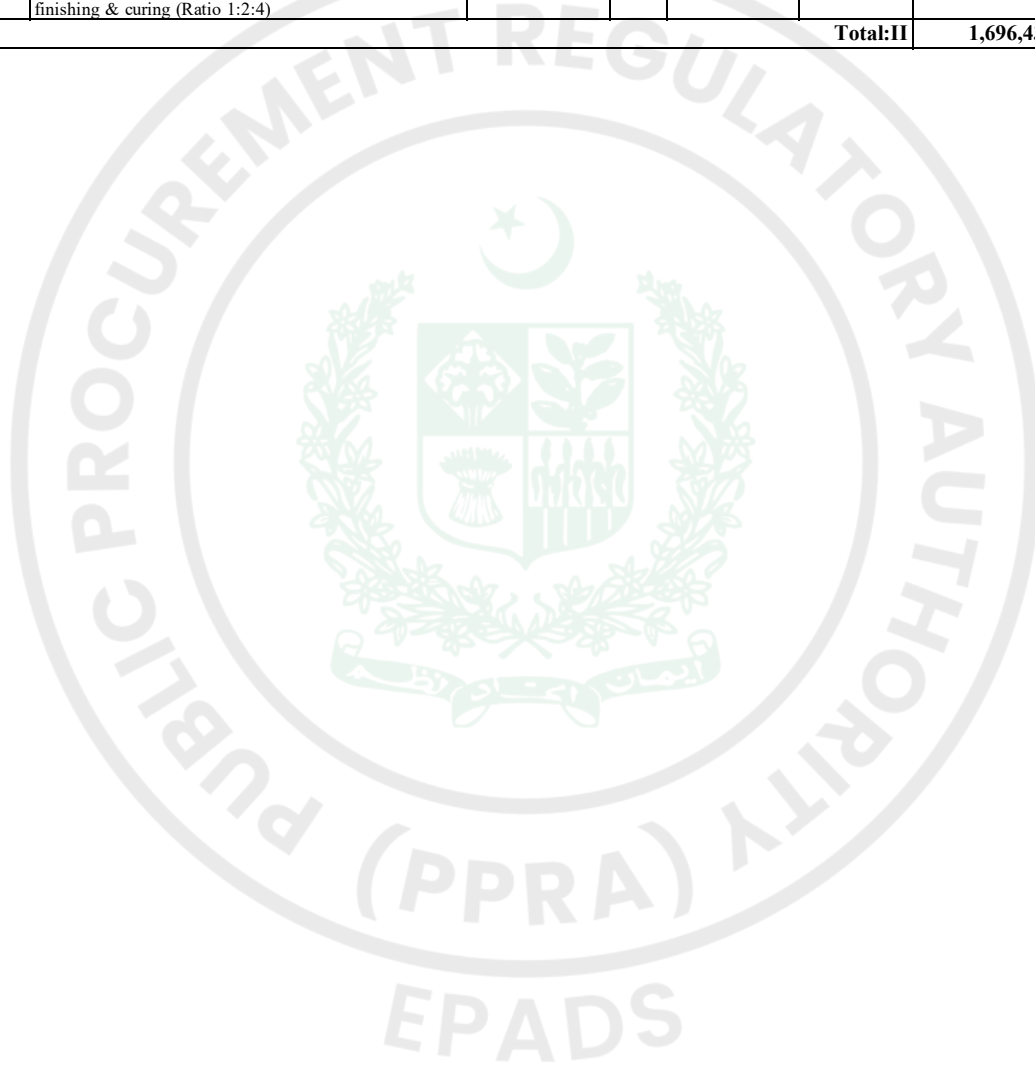 finishing & curing (Ratio 1:2:4)
Total:II 1,696,4
PUBLIC PROCUREMENT REGULATORY AUTHORITY
(PPRA)
EPADS